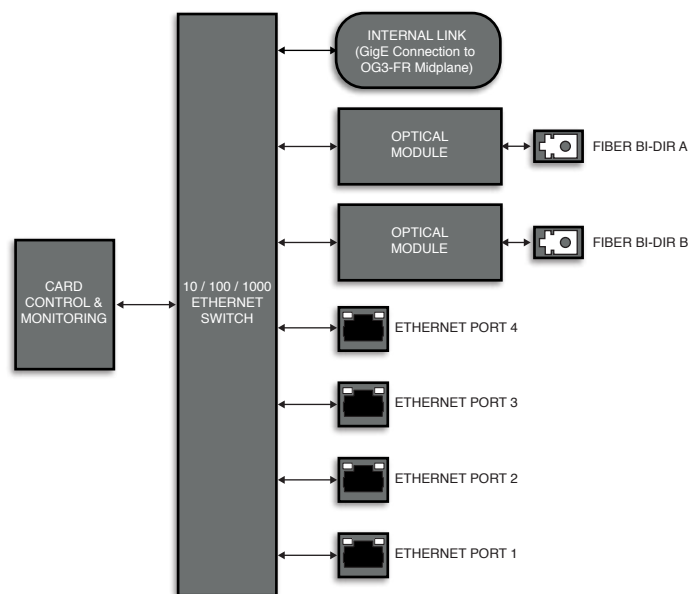 INTERNAL LINK
(GigE Connection to
OG3-FR Midplane)
OPTICAL
MODULE
FIBER BI-DIR A
OPTICAL
MODULE
FIBER BI-DIR B
CARD
CONTROL &
MONITORING
10 / 100 / 1000
ETHERNET
SWITCH
ETHERNET PORT 4
ETHERNET PORT 3
ETHERNET PORT 2
ETHERNET PORT 1